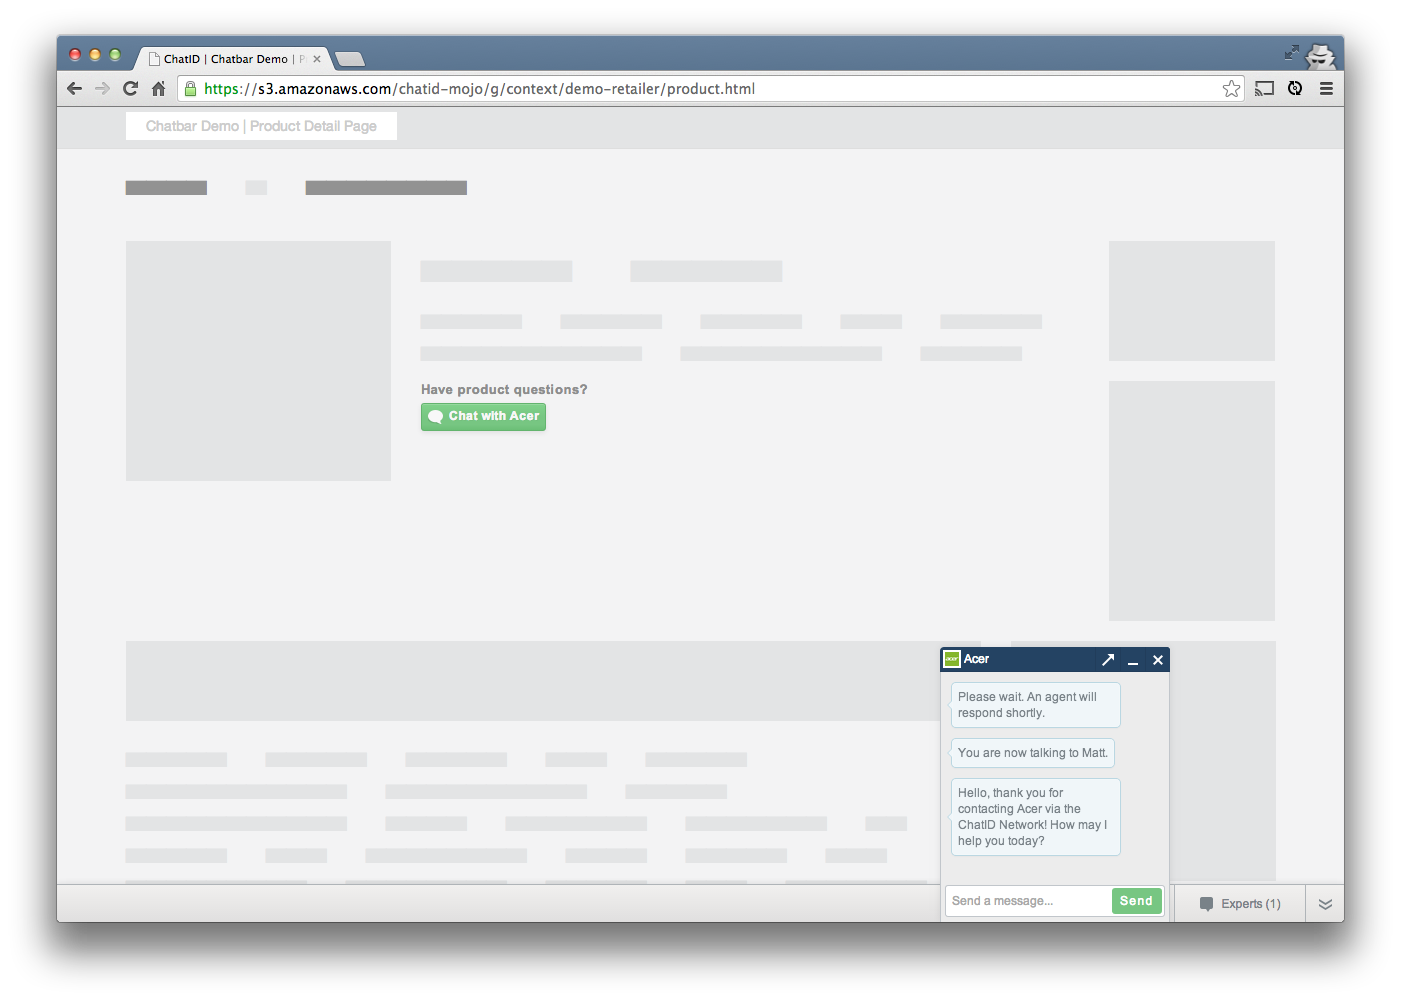 ChatID | Chatbar Demo |
https://s3.amazonaws.com/chatid-mojo/g/context/demo-retailer/product.html
Chatbar Demo | Product Detail Page
Have product questions?
Chat with Acer
acer Acer
Please wait. An agent will
respond shortly.
You are now talking to Matt.
Hello, thank you for
contacting Acer via the
ChatID Network! How may I
help you today?
Send a message...
Send
Experts (1)